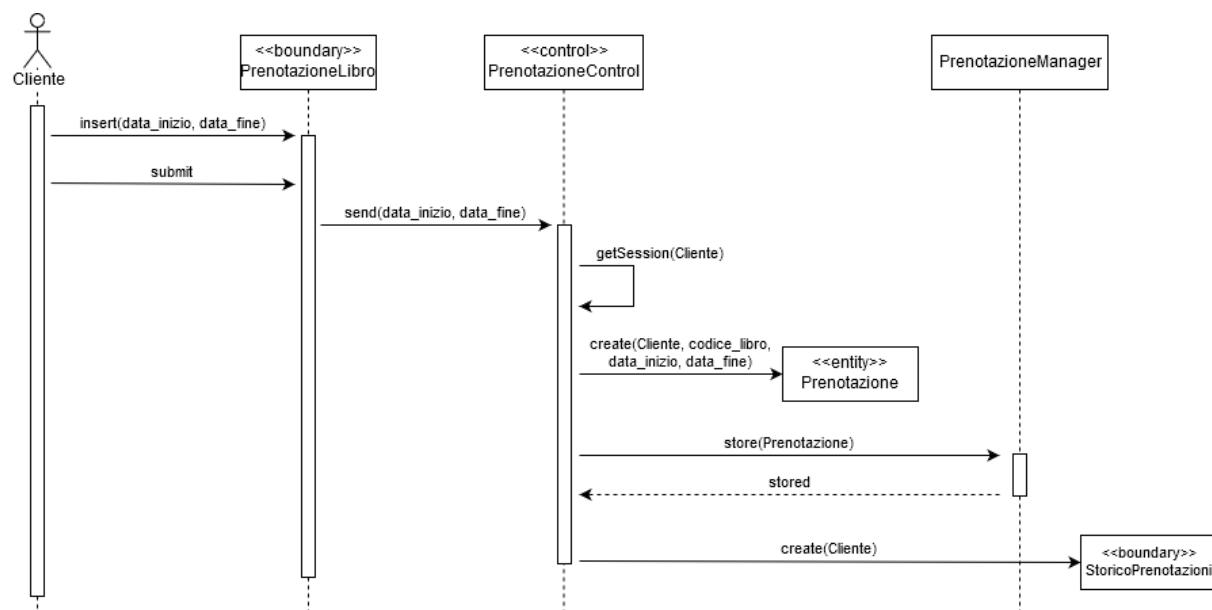 Cliente
<<boundary>>
PrenotazioneLibro
<<control>>
PrenotazioneControl
PrenotazioneManager
insert(data_inizio, data_fine)
submit
send(data_inizio, data_fine)
getSession(Cliente)
create(Cliente, codice_libro,
data_inizio, data_fine)
<<entity>>
Prenotazione
store(Prenotazione)
stored
create(Cliente)
<<boundary>>
StoricoPrenotazioni